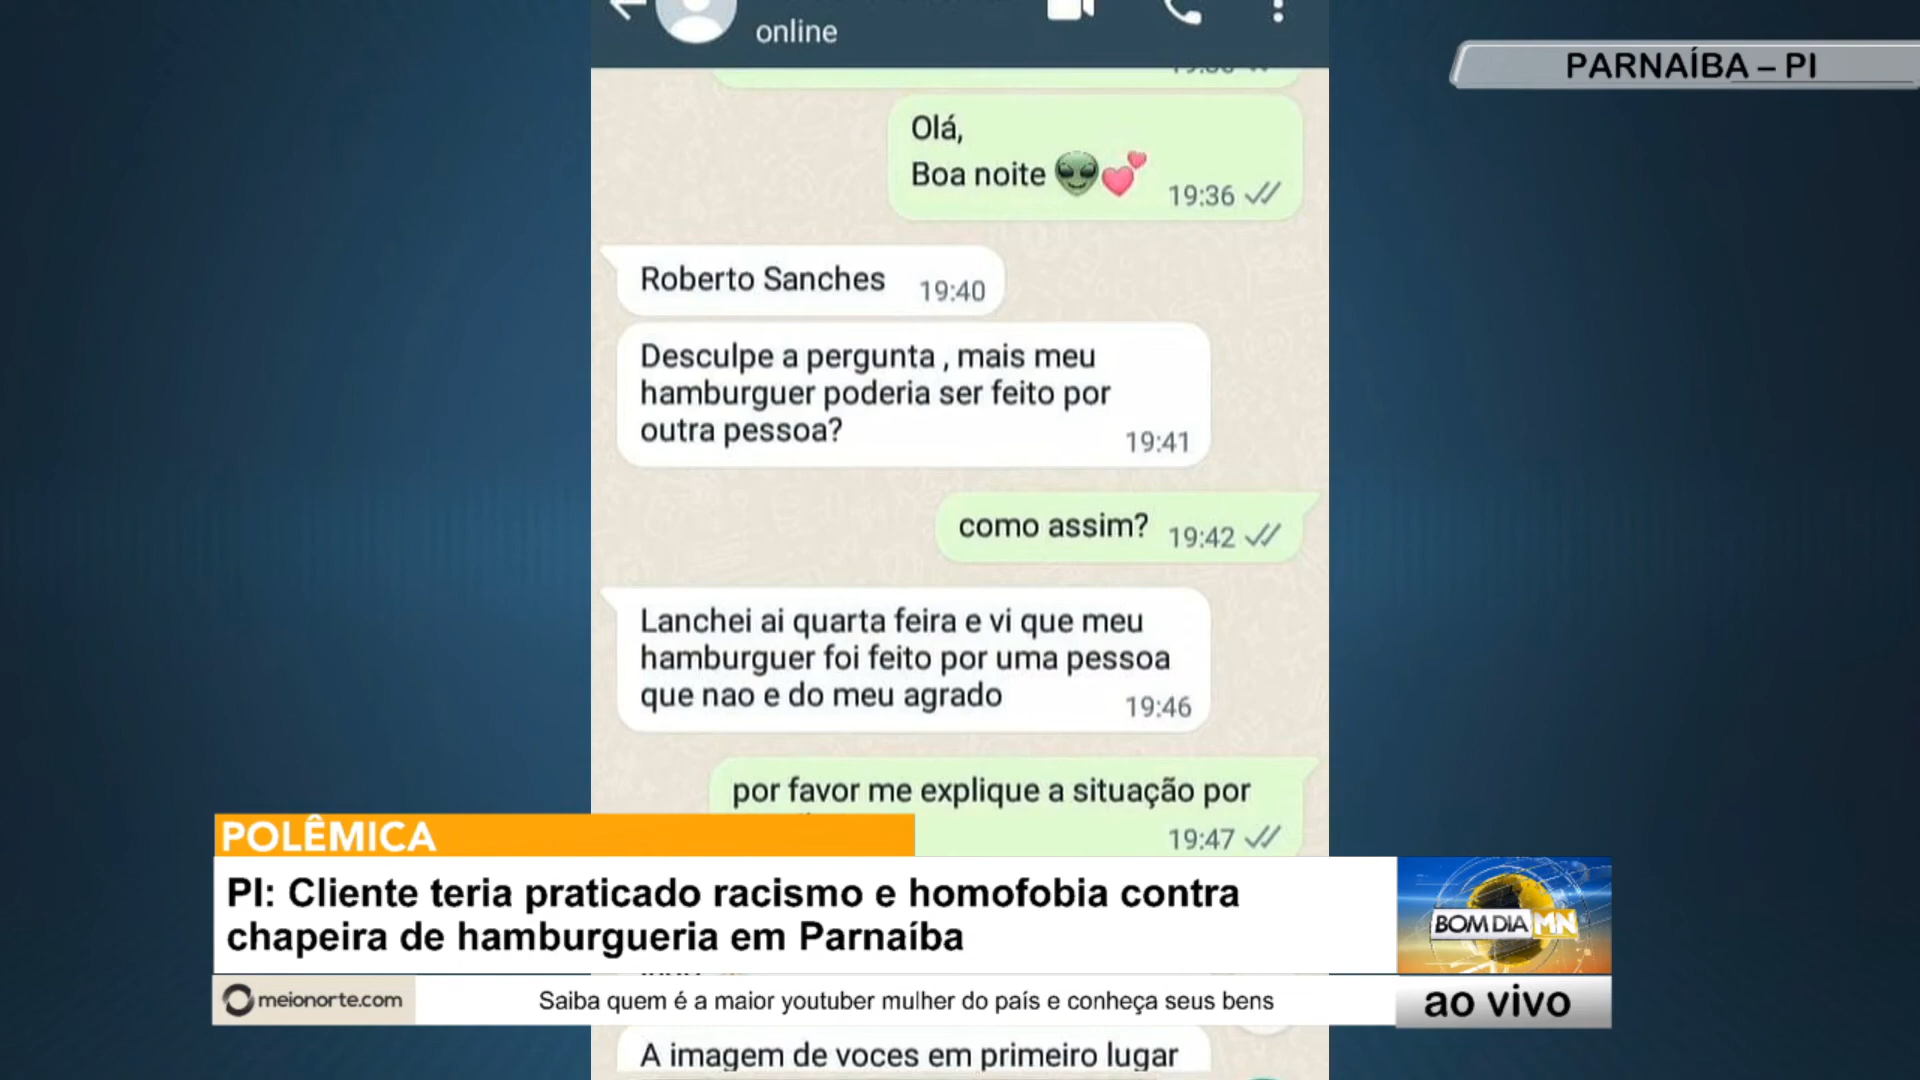 online
PARNAÍBA – PI
Olá,
Boa noite 👽💕
19:36
Roberto Sanches
19:40
Desculpe a pergunta , mais meu
hamburguer poderia ser feito por
outra pessoa?
19:41
como assim?
19:42
Lanchei ai quarta feira e vi que meu
hamburguer foi feito por uma pessoa
que nao e do meu agrado
19:46
por favor me explique a situação por
19:47
POLÊMICA
PI: Cliente teria praticado racismo e homofobia contra
chapeira de hamburgueria em Parnaíba
BOM DIA MN
meionorte.com
Saiba quem é a maior youtuber mulher do país e conheça seus bens
ao vivo
A imagem de voces em primeiro lugar